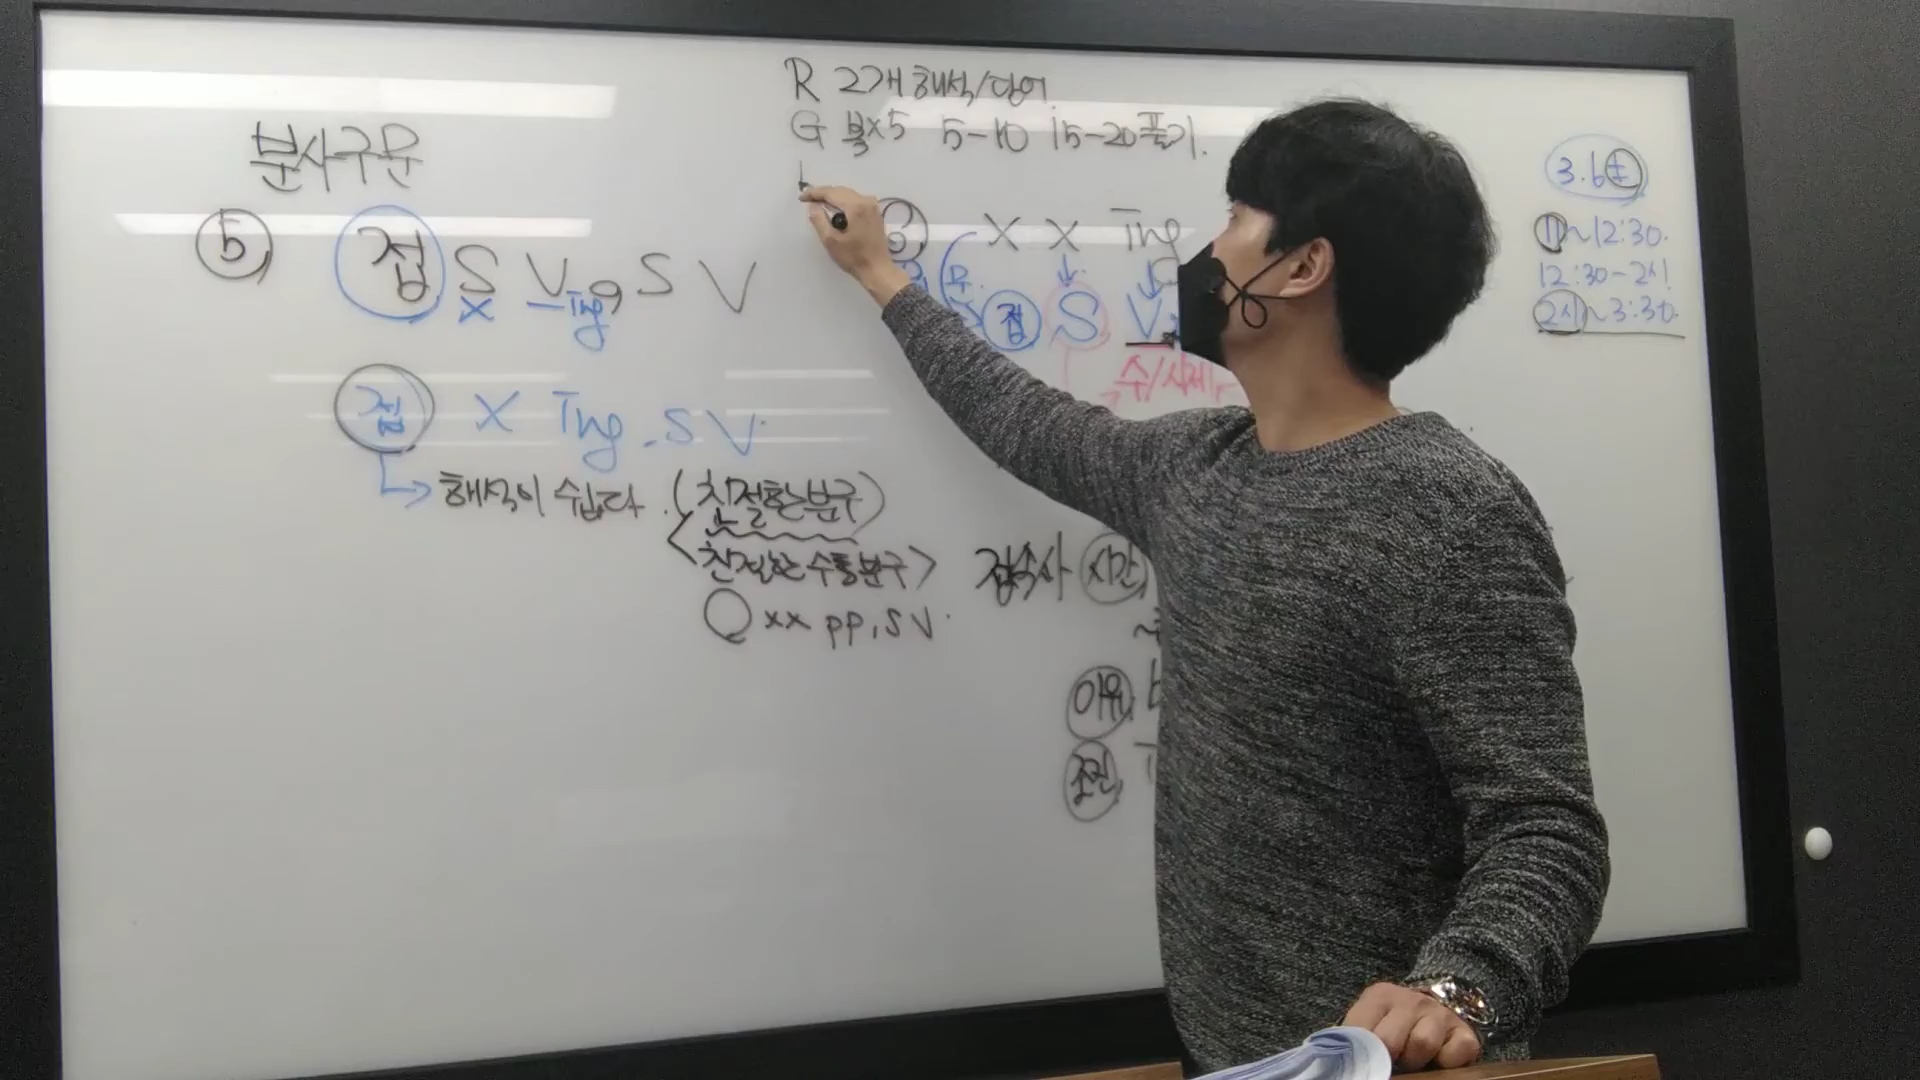 R 2개 해석/단어
G 복x5 5-10 15-20 풀기.
분사구문
⑤ 접 S V, S V
X -ing
접 X ing, S V.
해석이 쉽다. (친절한분구)
<친절한 수동분구>
○ x x pp, S V.
③ X X ing
접 S V
수/시제
접속사 시간
이유
조건
3.6 土
11~12:30.
12:30-2시
2시~3:30.